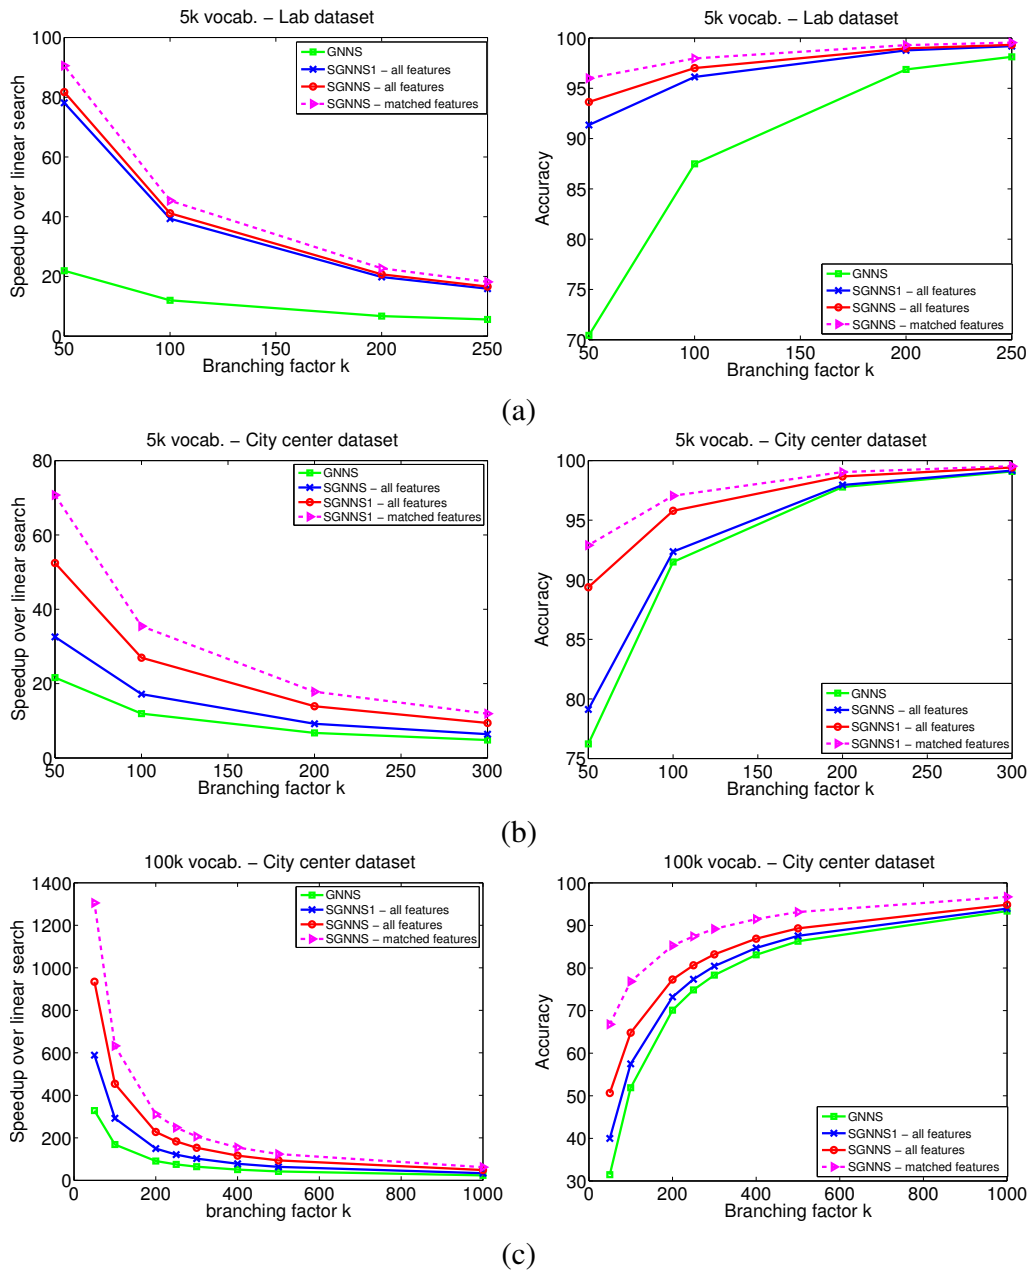 5k vocab. – Lab dataset
Speedup over linear search
100
80
60
40
20
0
50
100
150
200
250
Branching factor k
GNNS
SGNNS1 – all features
SGNNS – all features
SGNNS – matched features
5k vocab. – Lab dataset
Accuracy
100
95
90
85
80
75
70
50
100
150
200
250
Branching factor k
GNNS
SGNNS1 – all features
SGNNS – all features
SGNNS – matched features
(a)
5k vocab. – City center dataset
Speedup over linear search
80
60
40
20
0
50
100
150
200
250
300
Branching factor k
GNNS
SGNNS – all features
SGNNS1 – all features
SGNNS1 – matched features
5k vocab. – City center dataset
Accuracy
100
95
90
85
80
75
50
100
150
200
250
300
Branching factor k
GNNS
SGNNS – all features
SGNNS1 – all features
SGNNS1 – matched features
(b)
100k vocab. – City center dataset
Speedup over linear search
1400
1200
1000
800
600
400
200
0
0
200
400
600
800
1000
branching factor k
GNNS
SGNNS1 – all features
SGNNS – all features
SGNNS – matched features
100k vocab. – City center dataset
Accuracy
100
90
80
70
60
50
40
30
0
200
400
600
800
1000
Branching factor k
GNNS
SGNNS1 – all features
SGNNS – all features
SGNNS – matched features
(c)